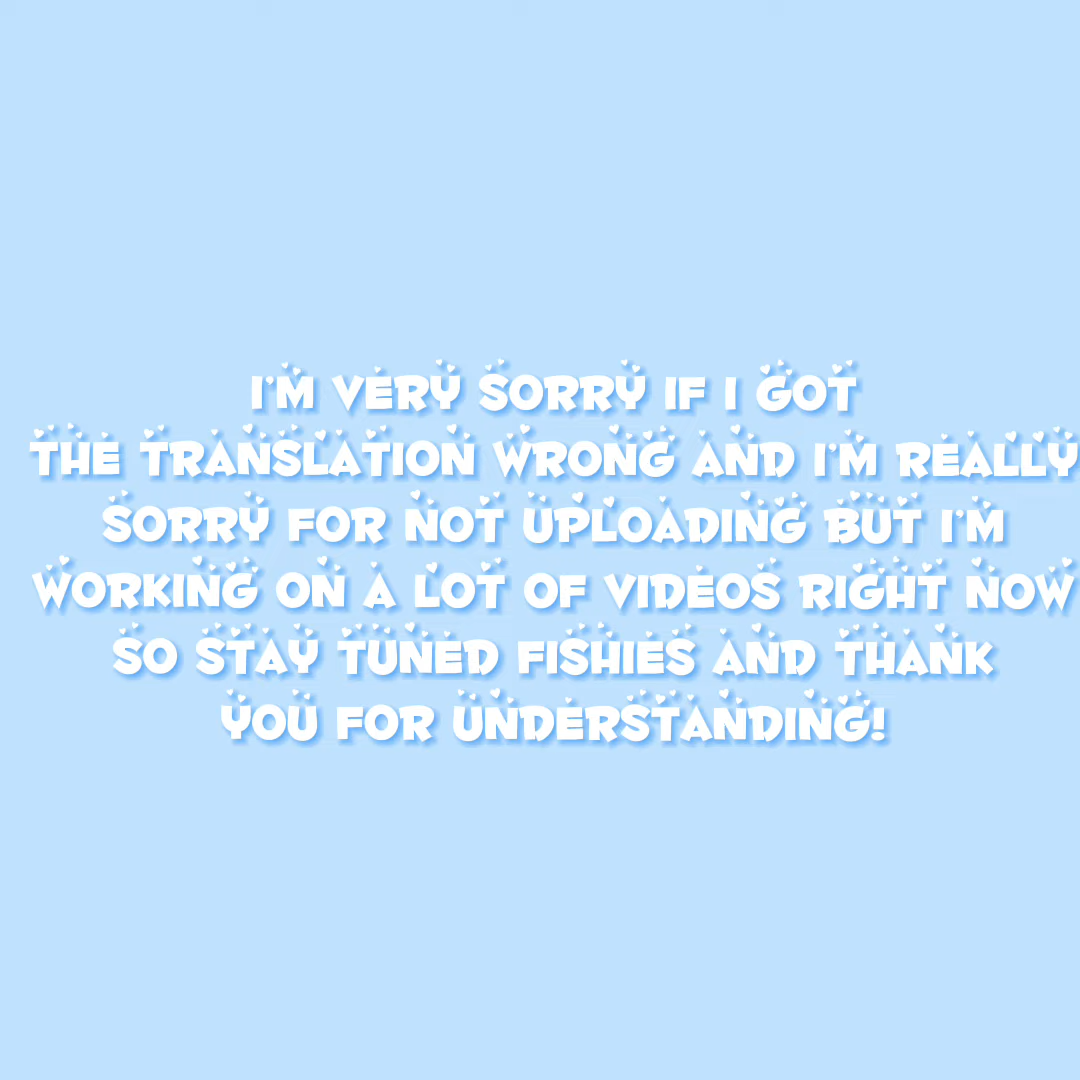 I'M VERY SORRY IF I GOT
THE TRANSLATION WRONG AND I'M REALLY
SORRY FOR NOT UPLOADING BUT I'M
WORKING ON A LOT OF VIDEOS RIGHT NOW
SO STAY TUNED FISHIES AND THANK
YOU FOR UNDERSTANDING!